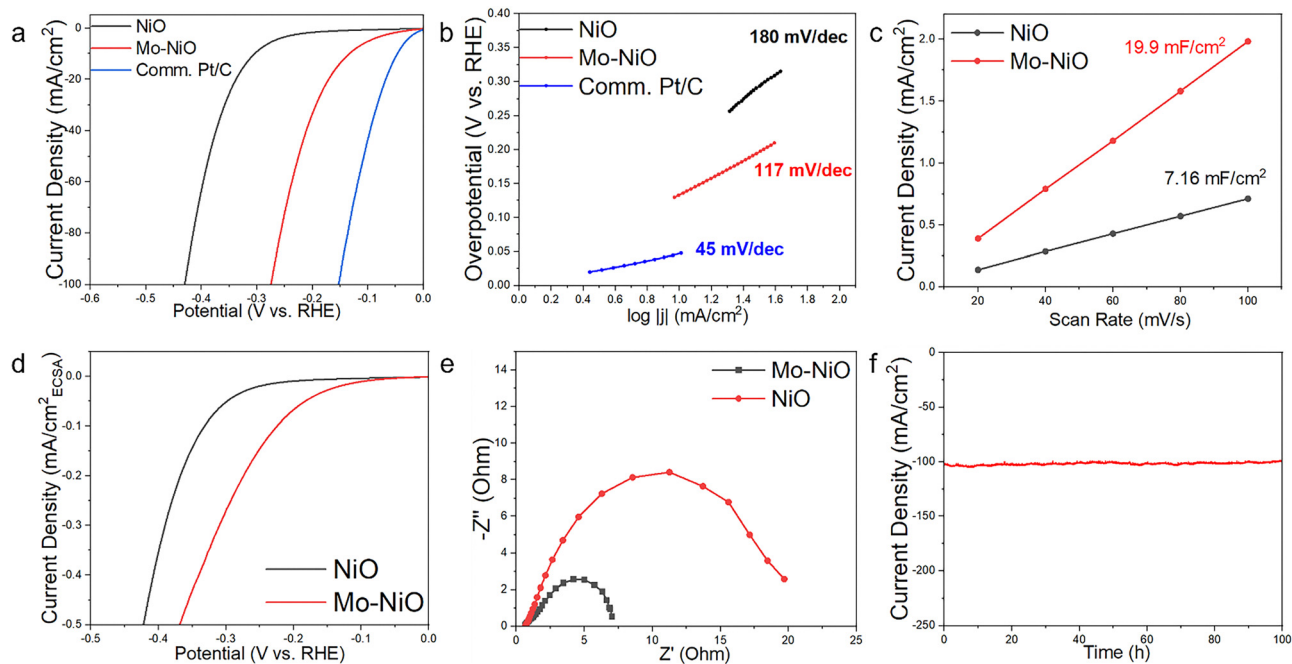 a
NiO
Mo-NiO
Comm. Pt/C
Current Density (mA/cm²)
0
-20
-40
-60
-80
-100
-0.6 -0.5 -0.4 -0.3 -0.2 -0.1 0.0
Potential (V vs. RHE)
b
NiO
Mo-NiO
Comm. Pt/C
180 mV/dec
117 mV/dec
45 mV/dec
Overpotential (V vs. RHE)
0.40
0.35
0.30
0.25
0.20
0.15
0.10
0.05
0.00
0.0 0.2 0.4 0.6 0.8 1.0 1.2 1.4 1.6 1.8 2.0
log |j| (mA/cm²)
c
NiO
Mo-NiO
19.9 mF/cm²
7.16 mF/cm²
Current Density (mA/cm²)
2.0
1.5
1.0
0.5
0.0
20 40 60 80 100
Scan Rate (mV/s)
d
Current Density (mA/cm²ECSA)
0.0
-0.1
-0.2
-0.3
-0.4
-0.5
NiO
Mo-NiO
-0.5 -0.4 -0.3 -0.2 -0.1 0.0
Potential (V vs. RHE)
e
Mo-NiO
NiO
-Z'' (Ohm)
14
12
10
8
6
4
2
0
0 5 10 15 20 25
Z' (Ohm)
f
Current Density (mA/cm²)
0
-50
-100
-150
-200
-250
0 20 40 60 80 100
Time (h)